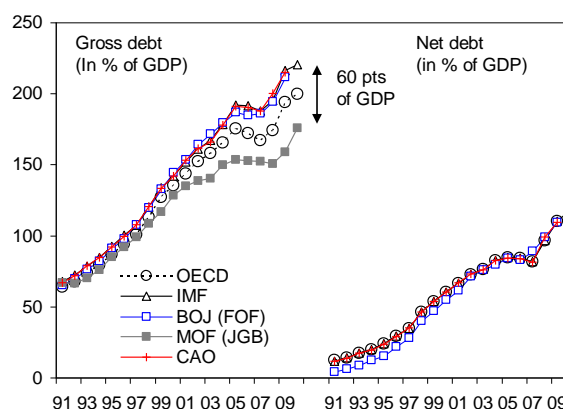 250
200
150
100
50
0
Gross debt
(In % of GDP)
Net debt
(in % of GDP)
60 pts
of GDP
OECD
IMF
BOJ (FOF)
MOF (JGB)
CAO
91 93 95 97 99 01 03 05 07 09
91 93 95 97 99 01 03 05 07 09